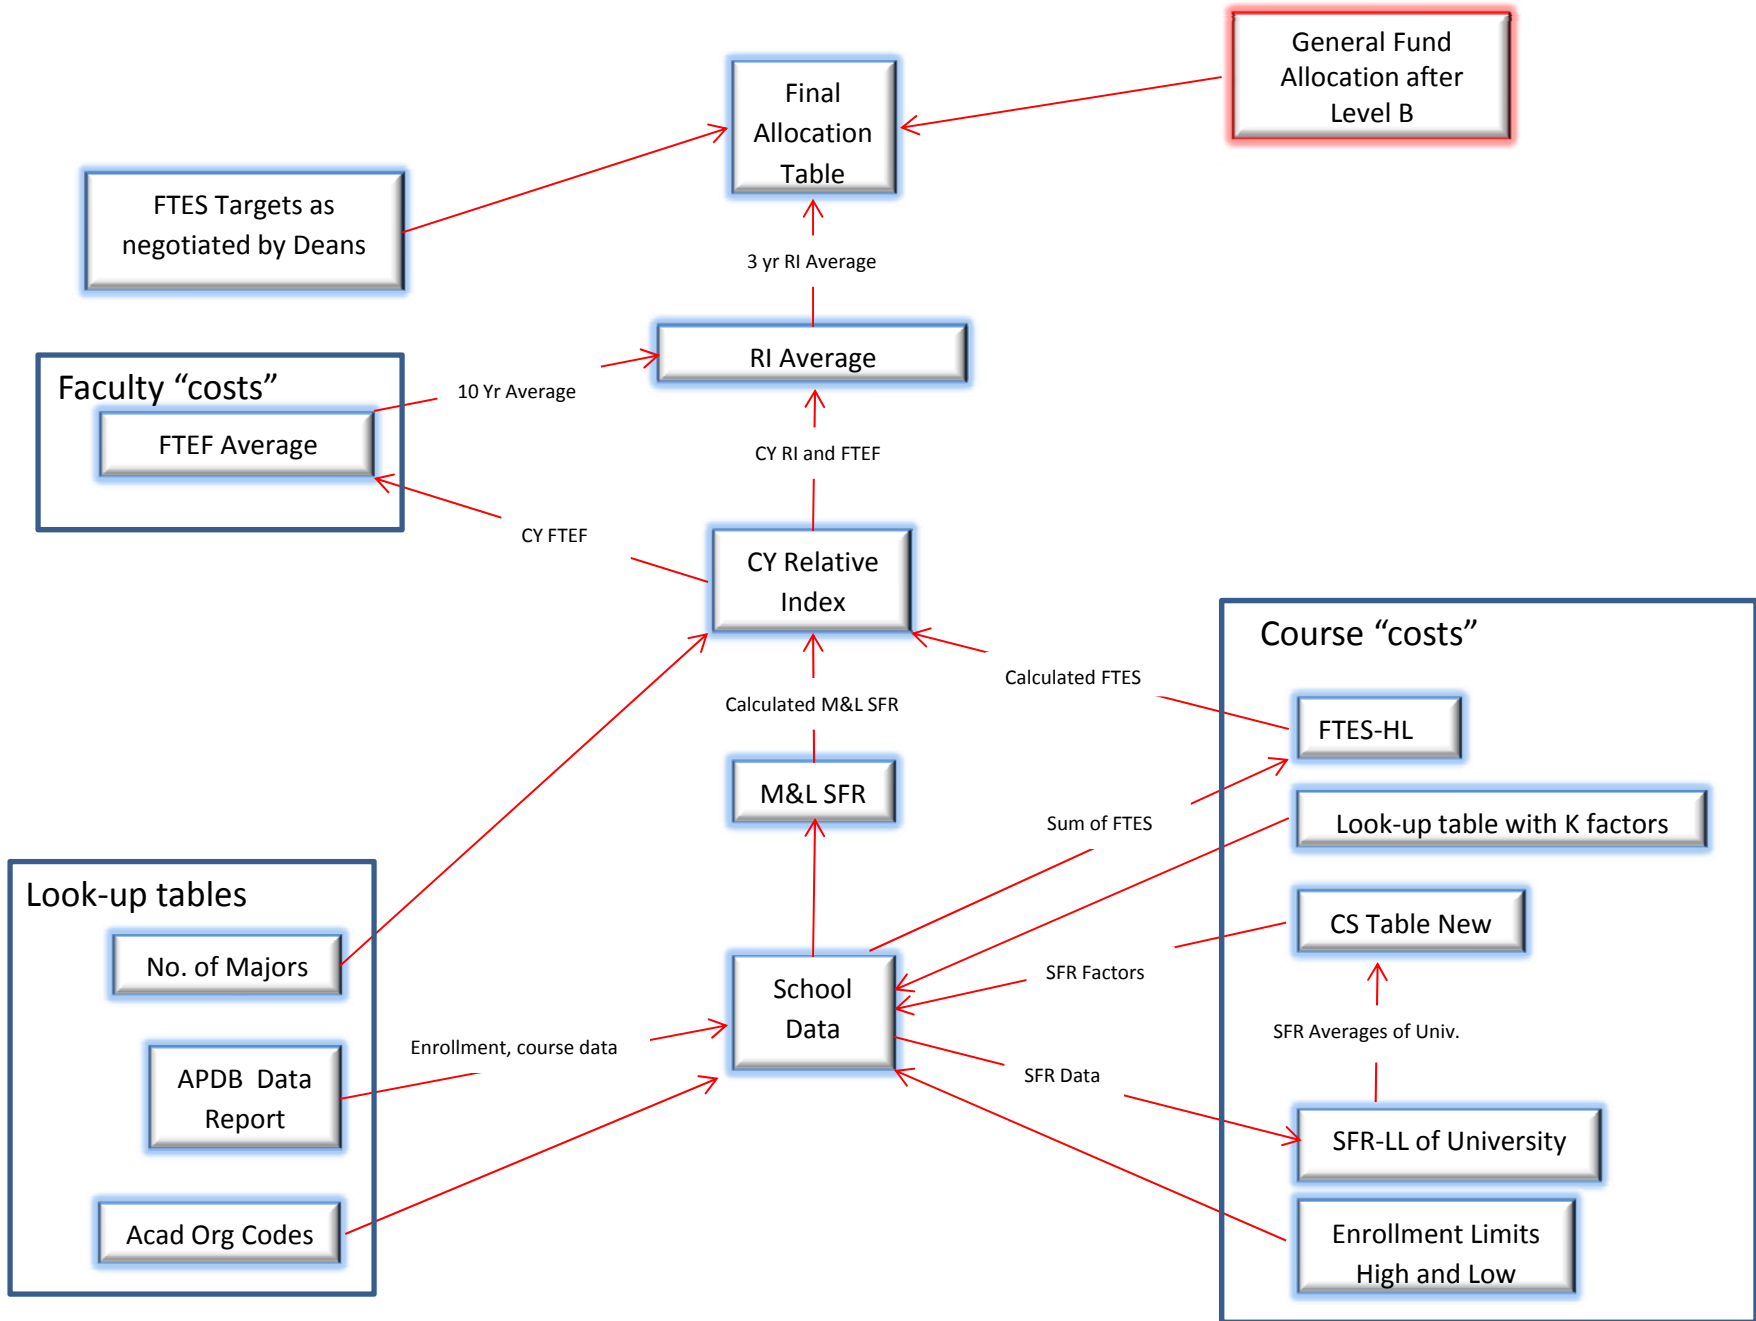 General Fund
Allocation after
Level B
Final
Allocation
Table
FTES Targets as
negotiated by Deans
3 yr RI Average
RI Average
Faculty “costs”
10 Yr Average
FTEF Average
CY RI and FTEF
CY FTEF
CY Relative
Index
Course “costs”
Calculated FTES
Calculated M&L SFR
FTES-HL
M&L SFR
Sum of FTES
Look-up table with K factors
Look-up tables
CS Table New
No. of Majors
SFR Factors
School
Data
SFR Averages of Univ.
Enrollment, course data
APDB  Data
Report
SFR Data
SFR-LL of University
Acad Org Codes
Enrollment Limits
High and Low